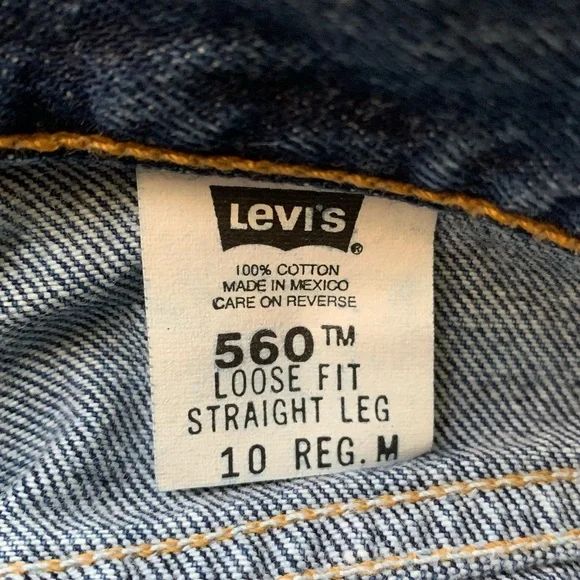 Levi's®
100% COTTON
MADE IN MEXICO
CARE ON REVERSE
560™
LOOSE FIT
STRAIGHT LEG
10 REG. M